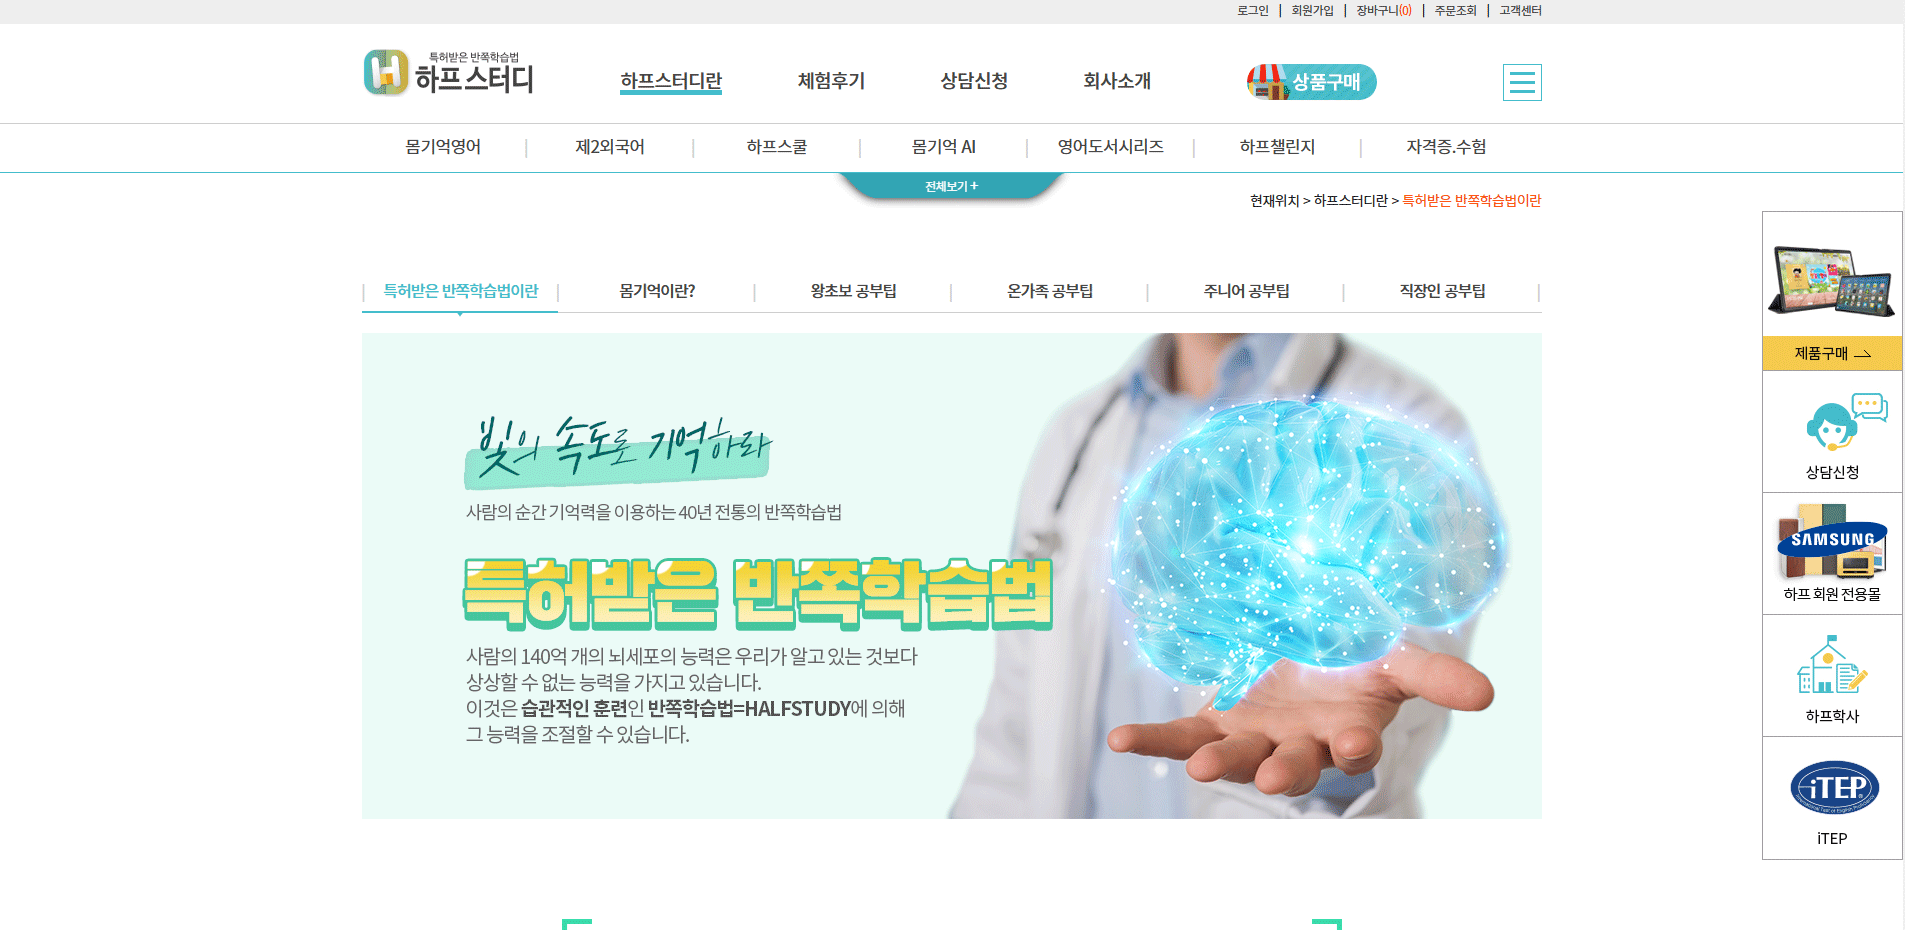 로그인 | 회원가입 | 장바구니(0) | 주문조회 | 고객센터
특허받은 반쪽학습법
하프스터디
하프스터디란 체험후기 상담신청 회사소개 상품구매
몸기억영어 | 제2외국어 | 하프스쿨 | 몸기억 AI | 영어도서시리즈 | 하프챌린지 | 자격증.수험
전체보기 +
현재위치 > 하프스터디란 > 특허받은 반쪽학습법이란
특허받은 반쪽학습법이란 | 몸기억이란? | 왕초보 공부팁 | 온가족 공부팁 | 주니어 공부팁 | 직장인 공부팁
빛의 속도로 기억하라
사람의 순간 기억력을 이용하는 40년 전통의 반쪽학습법
특허받은 반쪽학습법
사람의 140억 개의 뇌세포의 능력은 우리가 알고 있는 것보다
상상할 수 없는 능력을 가지고 있습니다.
이것은 습관적인 훈련인 반쪽학습법=HALFSTUDY에 의해
그 능력을 조절할 수 있습니다.
제품구매
상담신청
SAMSUNG
하프 회원 전용몰
하프학사
iTEP
iTEP